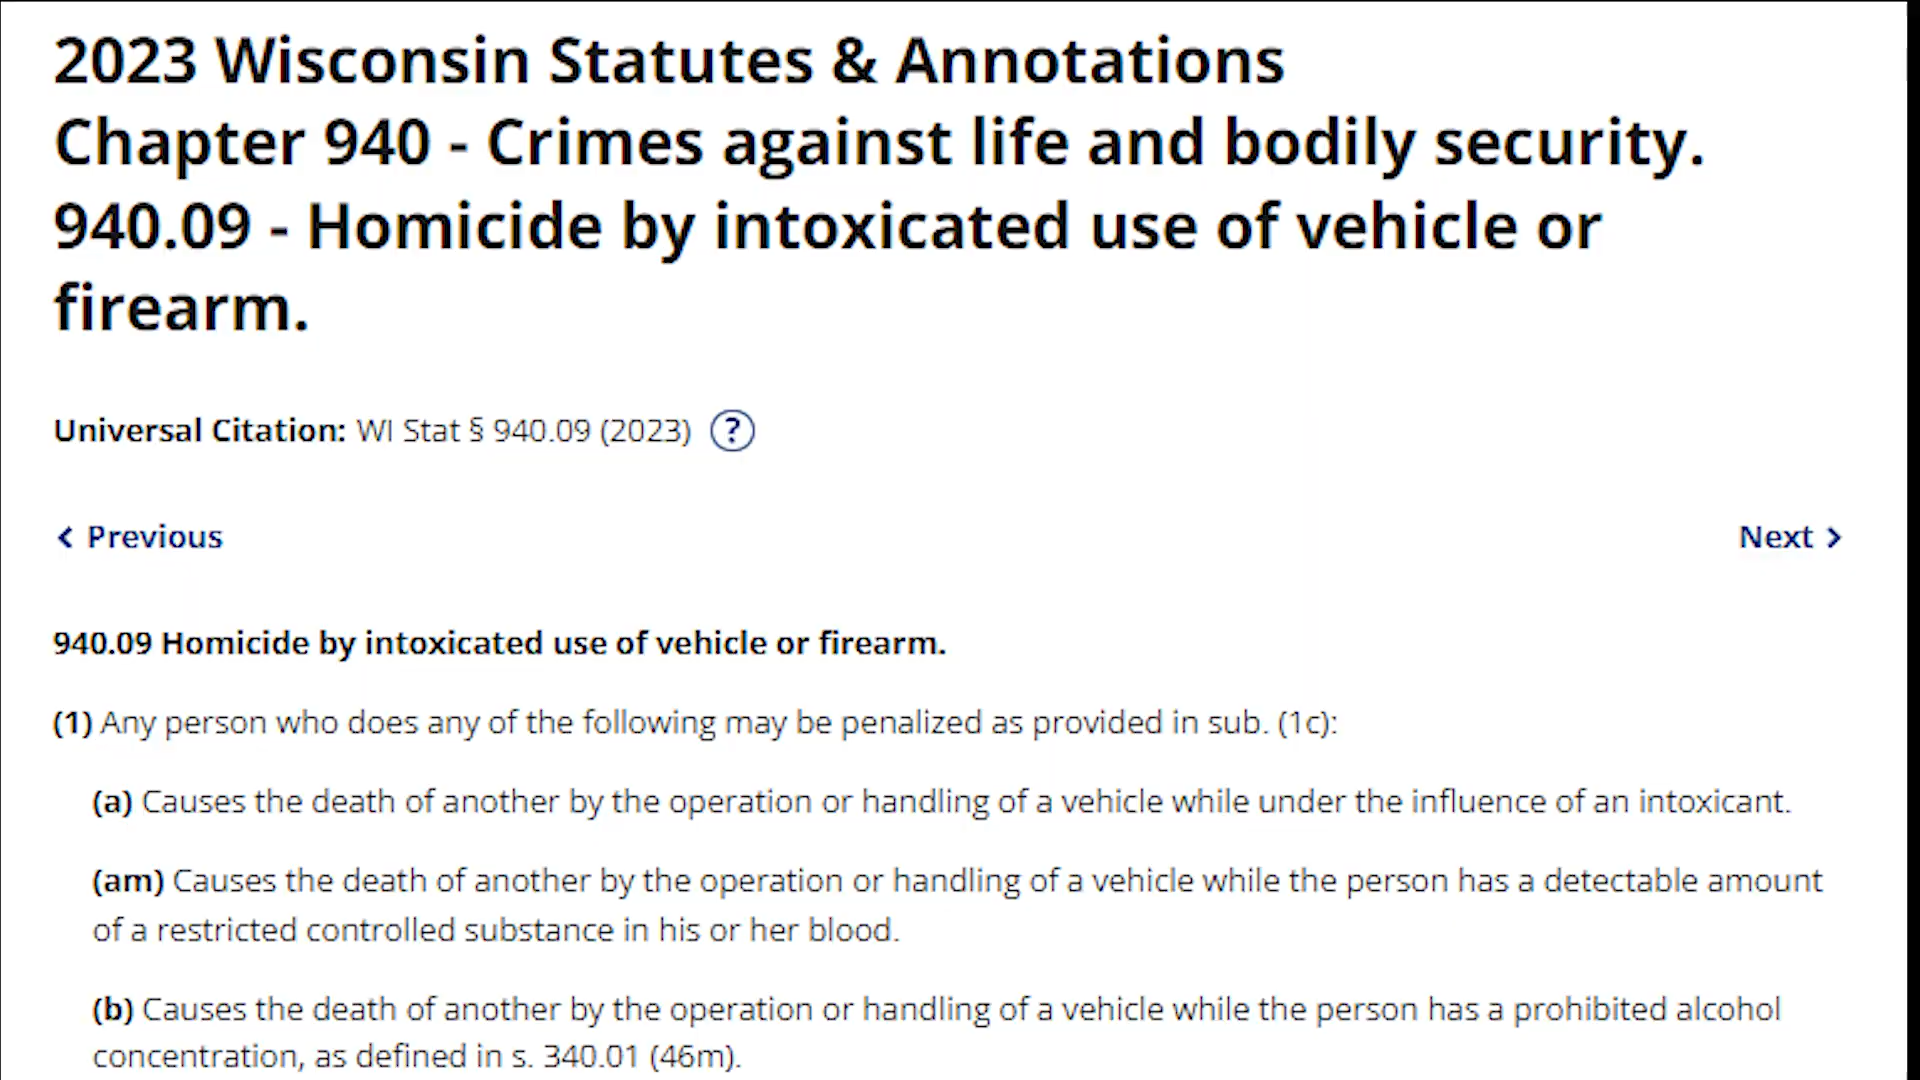 2023 Wisconsin Statutes & Annotations
Chapter 940 - Crimes against life and bodily security.
940.09 - Homicide by intoxicated use of vehicle or
firearm.
Universal Citation: WI Stat § 940.09 (2023) ?
‹ Previous
Next ›
940.09 Homicide by intoxicated use of vehicle or firearm.
(1) Any person who does any of the following may be penalized as provided in sub. (1c):
(a) Causes the death of another by the operation or handling of a vehicle while under the influence of an intoxicant.
(am) Causes the death of another by the operation or handling of a vehicle while the person has a detectable amount
of a restricted controlled substance in his or her blood.
(b) Causes the death of another by the operation or handling of a vehicle while the person has a prohibited alcohol
concentration, as defined in s. 340.01 (46m).